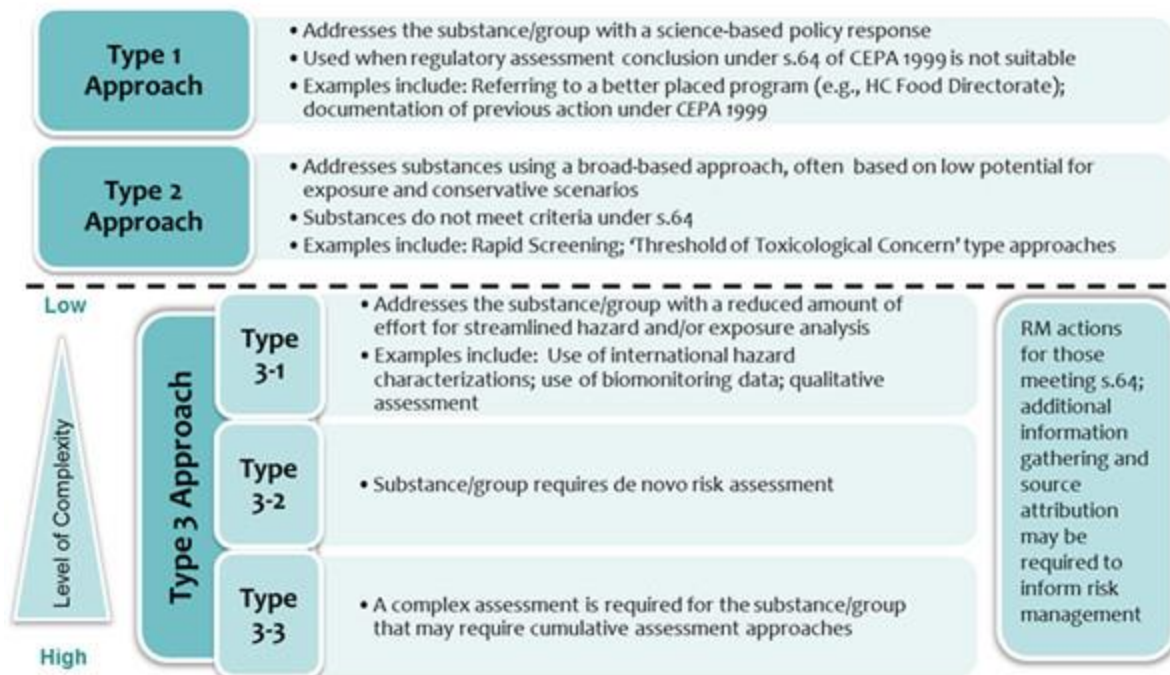 Type 1
Approach
• Addresses the substance/group with a science-based policy response
• Used when regulatory assessment conclusion under s.64 of CEPA 1999 is not suitable
• Examples include: Referring to a better placed program (e.g., HC Food Directorate);
documentation of previous action under CEPA 1999
Type 2
Approach
• Addresses substances using a broad-based approach, often based on low potential for
exposure and conservative scenarios
• Substances do not meet criteria under s.64
• Examples include: Rapid Screening; ‘Threshold of Toxicological Concern’ type approaches
Low
Level of Complexity
High
Type 3 Approach
Type
3-1
• Addresses the substance/group with a reduced amount of
effort for streamlined hazard and/or exposure analysis
• Examples include: Use of international hazard
characterizations; use of biomonitoring data; qualitative
assessment
Type
3-2
• Substance/group requires de novo risk assessment
Type
3-3
• A complex assessment is required for the substance/group
that may require cumulative assessment approaches
RM actions
for those
meeting s.64;
additional
information
gathering and
source
attribution
may be
required to
inform risk
management